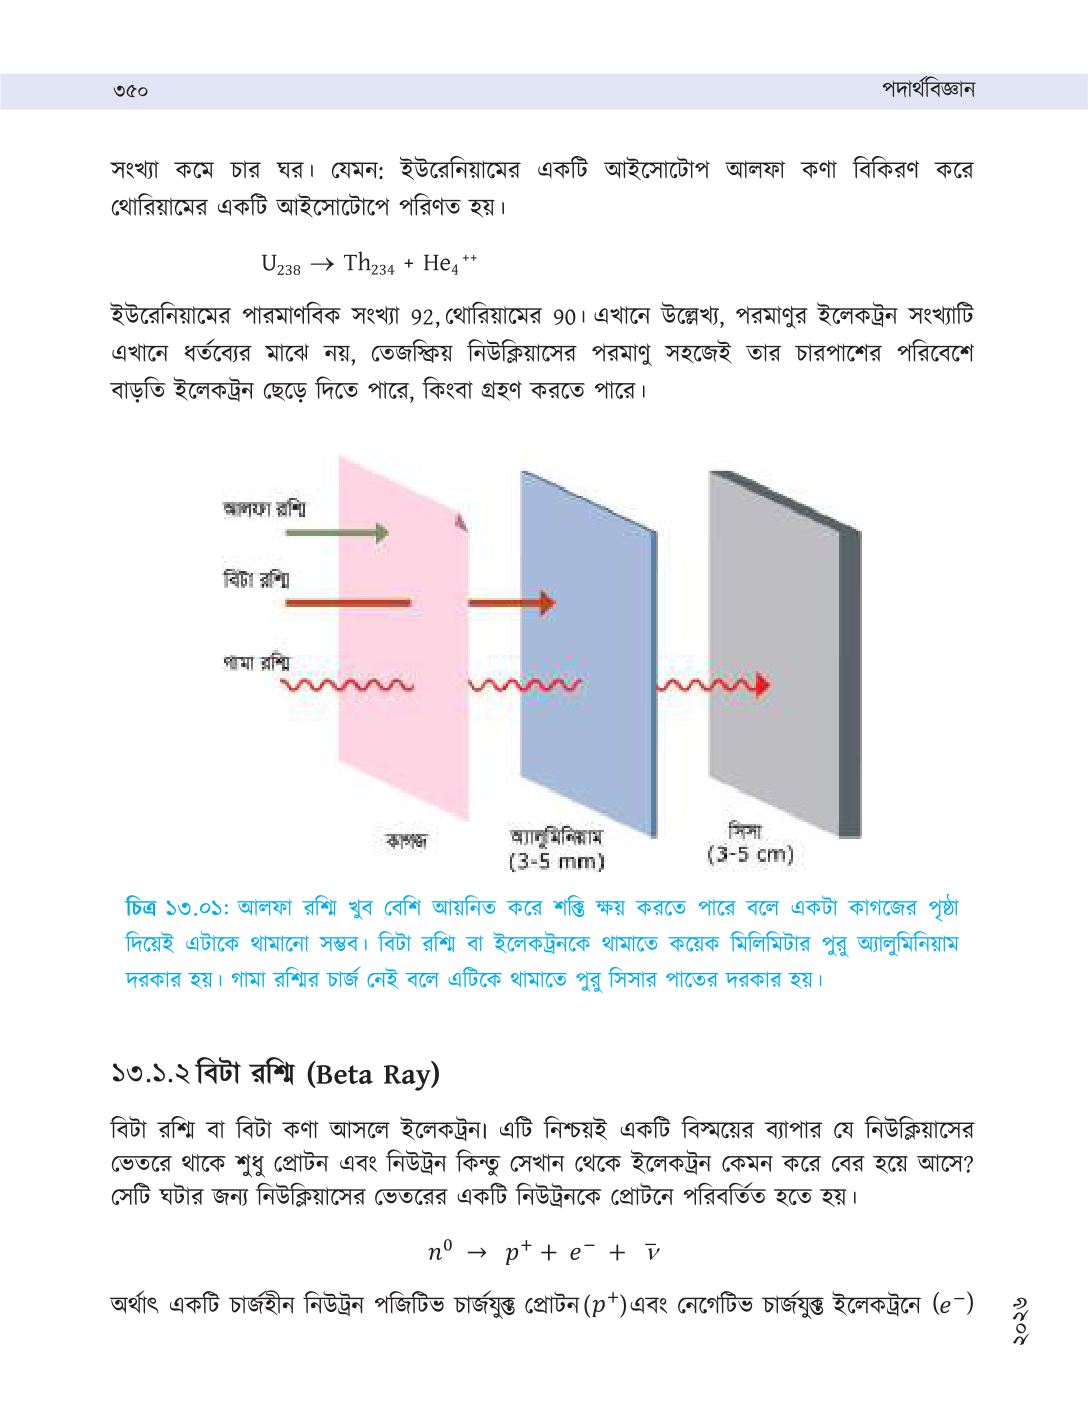 ৩৫০
পদার্থবিজ্ঞান
সংখ্যা কমে চার ঘর। যেমন: ইউরেনিয়ামের একটি আইসোটোপ আলফা কণা বিকিরণ করে
থোরিয়ামের একটি আইসোটোপে পরিণত হয়।
U₂₃₈ → Th₂₃₄ + He₄⁺⁺
ইউরেনিয়ামের পারমাণবিক সংখ্যা 92, থোরিয়ামের 90। এখানে উল্লেখ্য, পরমাণুর ইলেকট্রন সংখ্যাটি
এখানে ধর্তব্যের মাঝে নয়, তেজস্ক্রিয় নিউক্লিয়াসের পরমাণু সহজেই তার চারপাশের পরিবেশে
বাড়তি ইলেকট্রন ছেড়ে দিতে পারে, কিংবা গ্রহণ করতে পারে।
আলফা রশ্মি
বিটা রশ্মি
গামা রশ্মি
কাগজ
অ্যালুমিনিয়াম
(3-5 mm)
সিসা
(3-5 cm)
চিত্র ১৩.০১: আলফা রশ্মি খুব বেশি আয়নিত করে শক্তি ক্ষয় করতে পারে বলে একটা কাগজের পৃষ্ঠা
দিয়েই এটাকে থামানো সম্ভব। বিটা রশ্মি বা ইলেকট্রনকে থামাতে কয়েক মিলিমিটার পুরু অ্যালুমিনিয়াম
দরকার হয়। গামা রশ্মির চার্জ নেই বলে এটিকে থামাতে পুরু সিসার পাতের দরকার হয়।
১৩.১.২ বিটা রশ্মি (Beta Ray)
বিটা রশ্মি বা বিটা কণা আসলে ইলেকট্রন। এটি নিশ্চয়ই একটি বিস্ময়ের ব্যাপার যে নিউক্লিয়াসের
ভেতরে থাকে শুধু প্রোটন এবং নিউট্রন কিন্তু সেখান থেকে ইলেকট্রন কেমন করে বের হয়ে আসে?
সেটি ঘটার জন্য নিউক্লিয়াসের ভেতরের একটি নিউট্রনকে প্রোটনে পরিবর্তিত হতে হয়।
n⁰ → p⁺ + e⁻ + ν̄
অর্থাৎ একটি চার্জহীন নিউট্রন পজিটিভ চার্জযুক্ত প্রোটন (p⁺) এবং নেগেটিভ চার্জযুক্ত ইলেকট্রনে (e⁻)
২০২৬